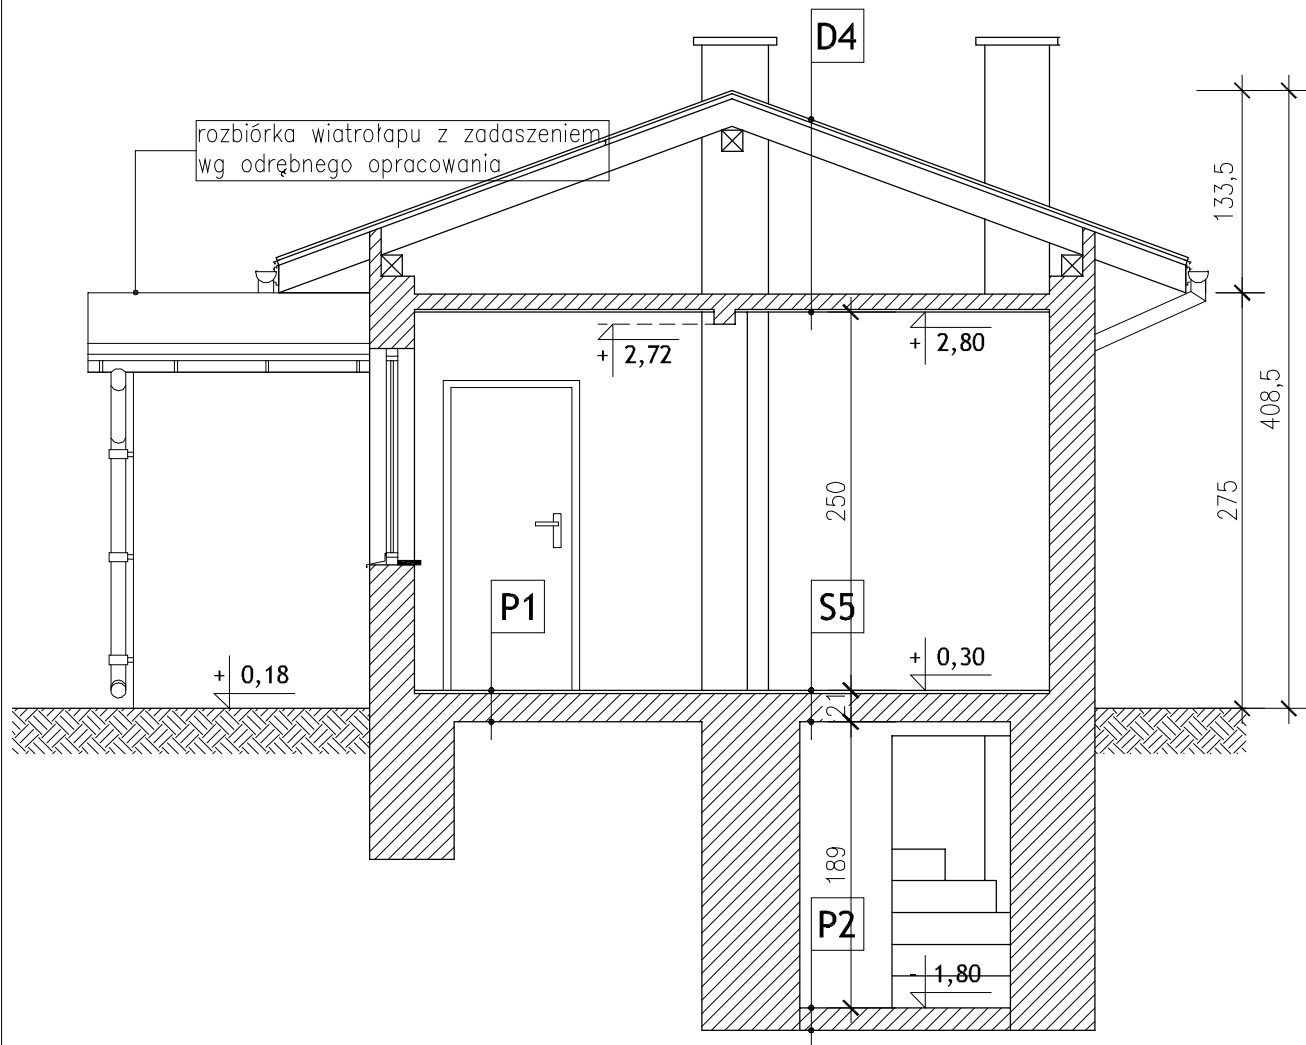 D4
rozbiórka wiatrołapu z zadaszeniem,
wg odrębnego opracowania
133,5
+ 2,72
+ 2,80
408,5
250
275
P1
S5
+ 0,18
+ 0,30
21
189
P2
- 1,80